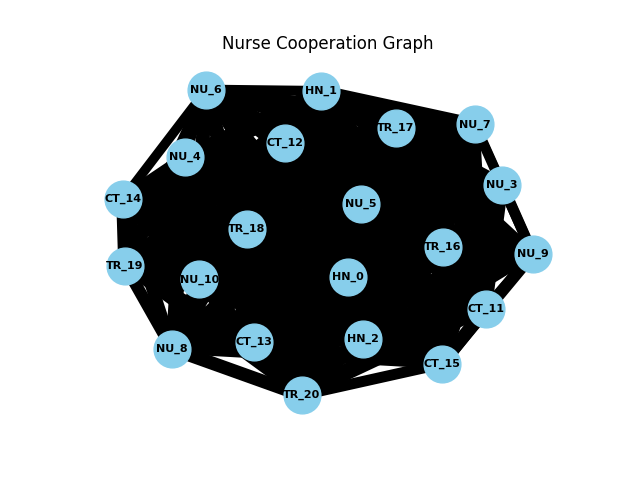 Nurse Cooperation Graph
NU_6
HN_1
NU_7
TR_17
CT_12
NU_4
NU_3
CT_14
NU_5
TR_18
TR_16
NU_9
TR_19
NU_10
HN_0
CT_11
CT_13
HN_2
NU_8
CT_15
TR_20